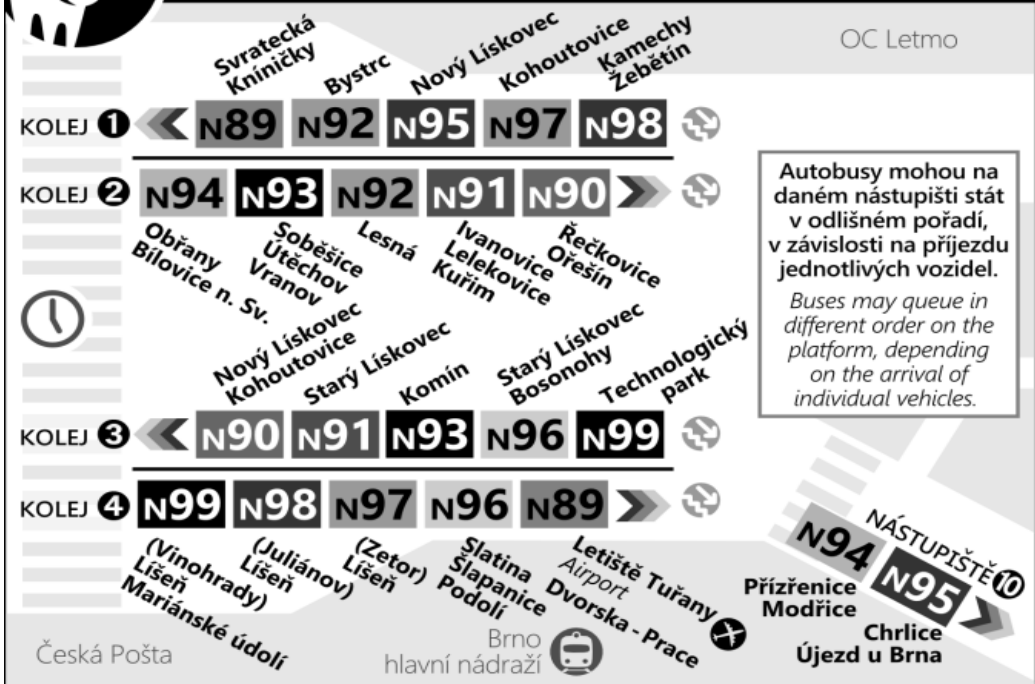 OC Letmo
Svratecká
Kníničky
Bystrc
Nový Lískovec
Kohoutovice
Kamechy
Žebětín
KOLEJ 1 N89 N92 N95 N97 N98
KOLEJ 2 N94 N93 N92 N91 N90
Obřany
Bílovice n. Sv.
Soběšice
Útěchov
Vranov
Lesná
Ivanovice
Lelekovice
Kuřim
Řečkovice
Ořešín
Autobusy mohou na
daném nástupišti stát
v odlišném pořadí,
v závislosti na příjezdu
jednotlivých vozidel.
Buses may queue in
different order on the
platform, depending
on the arrival of
individual vehicles.
Nový Lískovec
Kohoutovice
Starý Lískovec
Komín
Starý Lískovec
Bosonohy
Technologický
park
KOLEJ 3 N90 N91 N93 N96 N99
KOLEJ 4 N99 N98 N97 N96 N89
(Vinohrady)
Líšeň
Mariánské údolí
(Juliánov)
Líšeň
(Zetor)
Líšeň
Slatina
Šlapanice
Podolí
Letiště Tuřany
Airport
Dvorska - Prace
NÁSTUPIŠTĚ 10
N94 N95
Přízřenice
Modřice
Chrlice
Újezd u Brna
Česká Pošta
Brno
hlavní nádraží